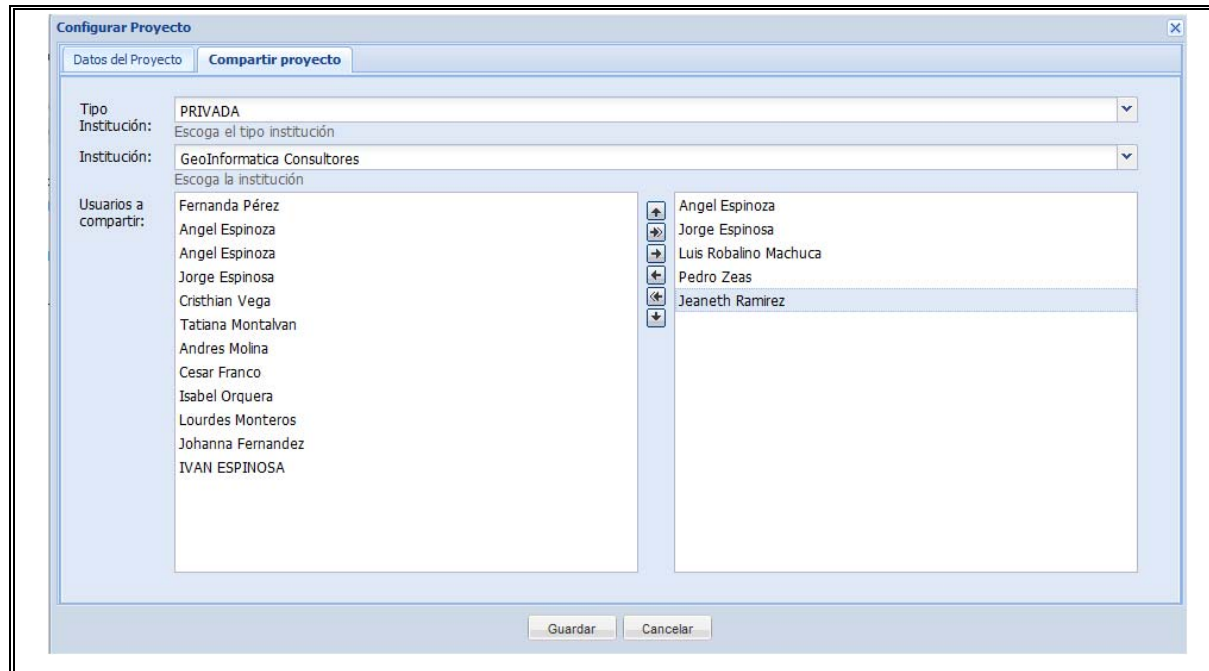 Configurar Proyecto
Datos del Proyecto
Compartir proyecto
Tipo
Institución:
PRIVADA
Escoga el tipo institución
Institución:
GeoInformatica Consultores
Escoga la institución
Usuarios a
compartir:
Fernanda Pérez
Angel Espinoza
Angel Espinoza
Jorge Espinosa
Cristhian Vega
Tatiana Montalvan
Andres Molina
Cesar Franco
Isabel Orquera
Lourdes Monteros
Johanna Fernandez
IVAN ESPINOSA
Angel Espinoza
Jorge Espinosa
Luis Robalino Machuca
Pedro Zeas
Jeaneth Ramirez
Guardar
Cancelar